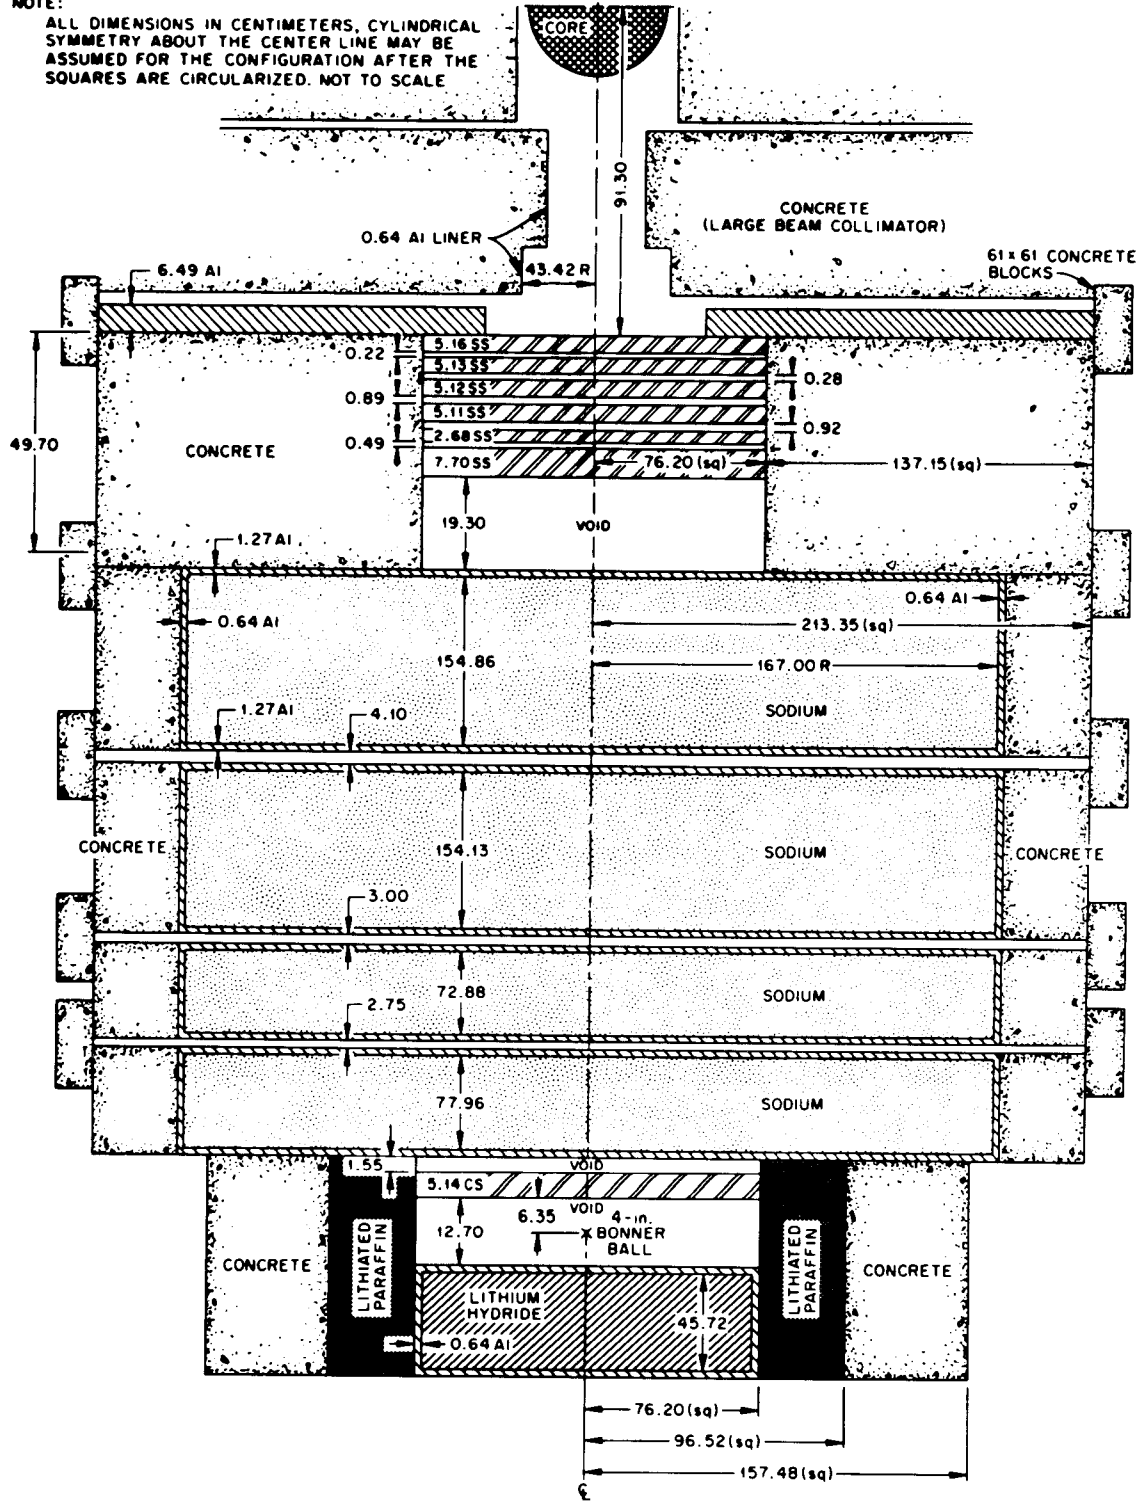 NOTE:
ALL DIMENSIONS IN CENTIMETERS, CYLINDRICAL
SYMMETRY ABOUT THE CENTER LINE MAY BE
ASSUMED FOR THE CONFIGURATION AFTER THE
SQUARES ARE CIRCULARIZED. NOT TO SCALE
CORE
91.30
CONCRETE
(LARGE BEAM COLLIMATOR)
0.64 Al LINER
61 x 61 CONCRETE
BLOCKS
6.49 Al
43.42 R
5.16 SS
0.22
5.13 SS
0.28
5.12 SS
0.89
5.11 SS
0.92
2.68 SS
0.49
49.70
CONCRETE
7.70 SS
76.20 (sq)
137.15 (sq)
19.30
VOID
1.27 Al
0.64 Al
0.64 Al
213.35 (sq)
154.86
167.00 R
SODIUM
1.27 Al
4.10
CONCRETE
154.13
SODIUM
CONCRETE
3.00
72.88
SODIUM
2.75
77.96
SODIUM
1.55
VOID
5.14 CS
VOID
6.35
4-in.
BONNER
BALL
12.70
CONCRETE
LITHIATED
PARAFFIN
LITHIATED
PARAFFIN
CONCRETE
LITHIUM
HYDRIDE
45.72
0.64 Al
76.20 (sq)
96.52 (sq)
157.48 (sq)
℄